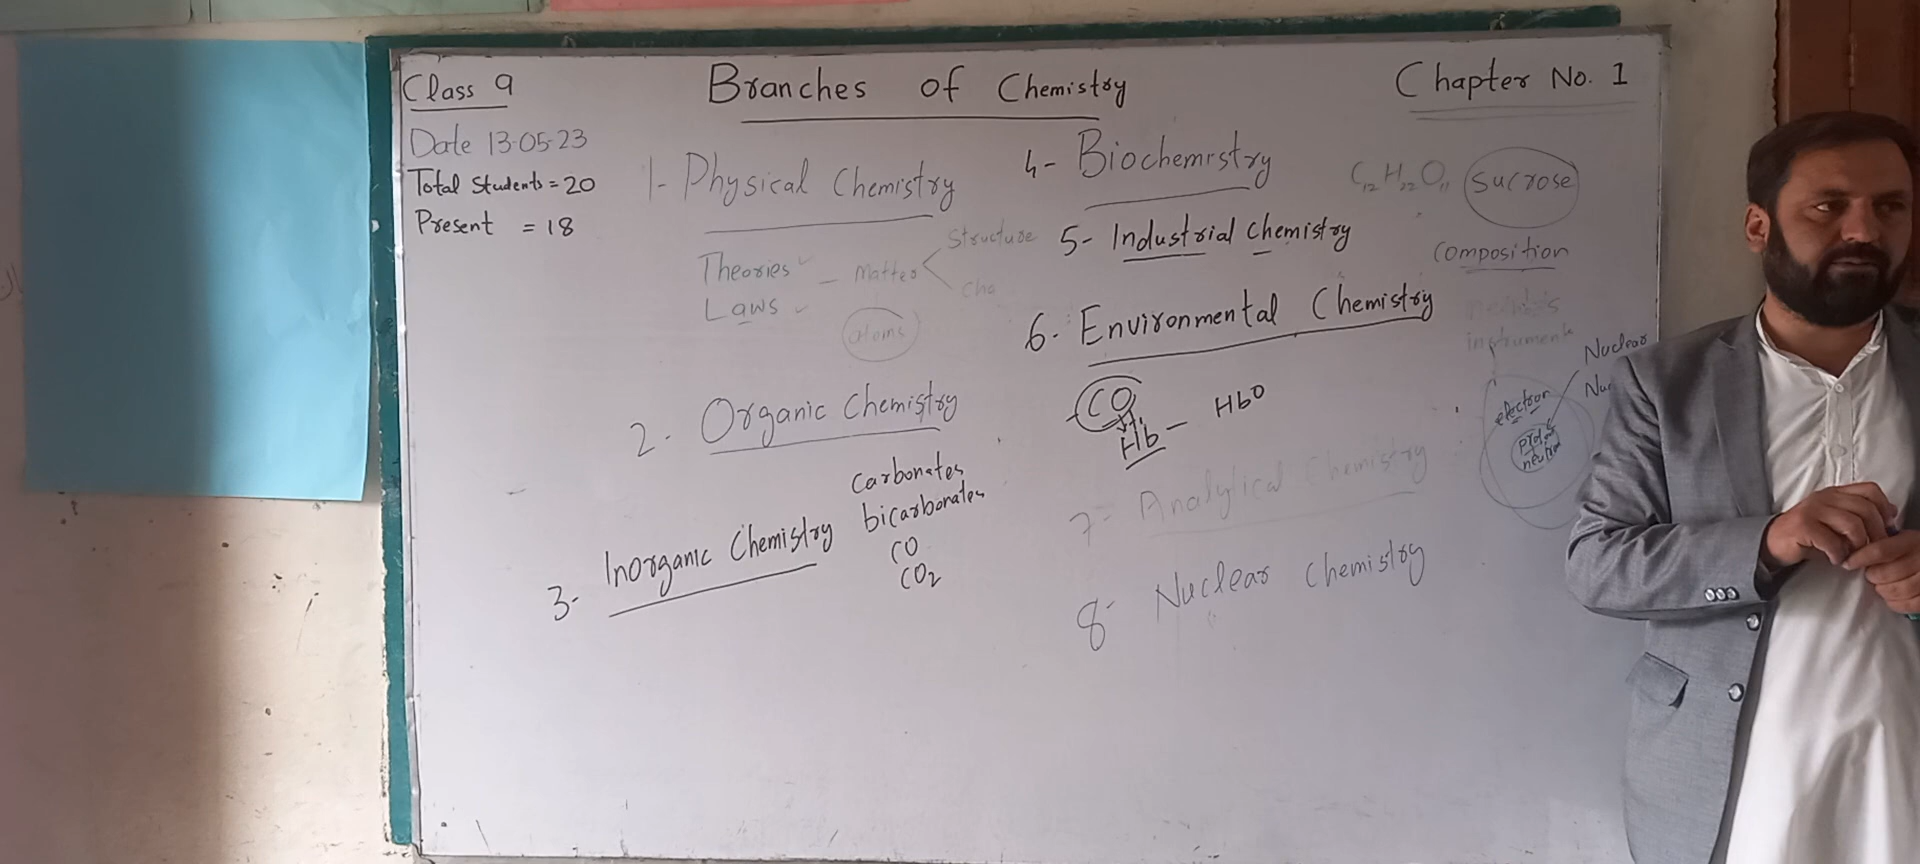 Class 9
Branches of Chemistry
Chapter No. 1
Date 13-05-23
Total Students = 20
Present = 18
1- Physical Chemistry
Theories - Matter
Laws
Structure
Cha
atoms
2- Organic Chemistry
Carbonates
bicarbonates
CO
CO2
3- Inorganic Chemistry
4- Biochemistry
5- Industrial Chemistry
6- Environmental Chemistry
CO
Hb - HbO
7- Analytical Chemistry
8- Nuclear Chemistry
C12H22O11 Sucrose
Composition
instruments
Nuclear
electron
neutron